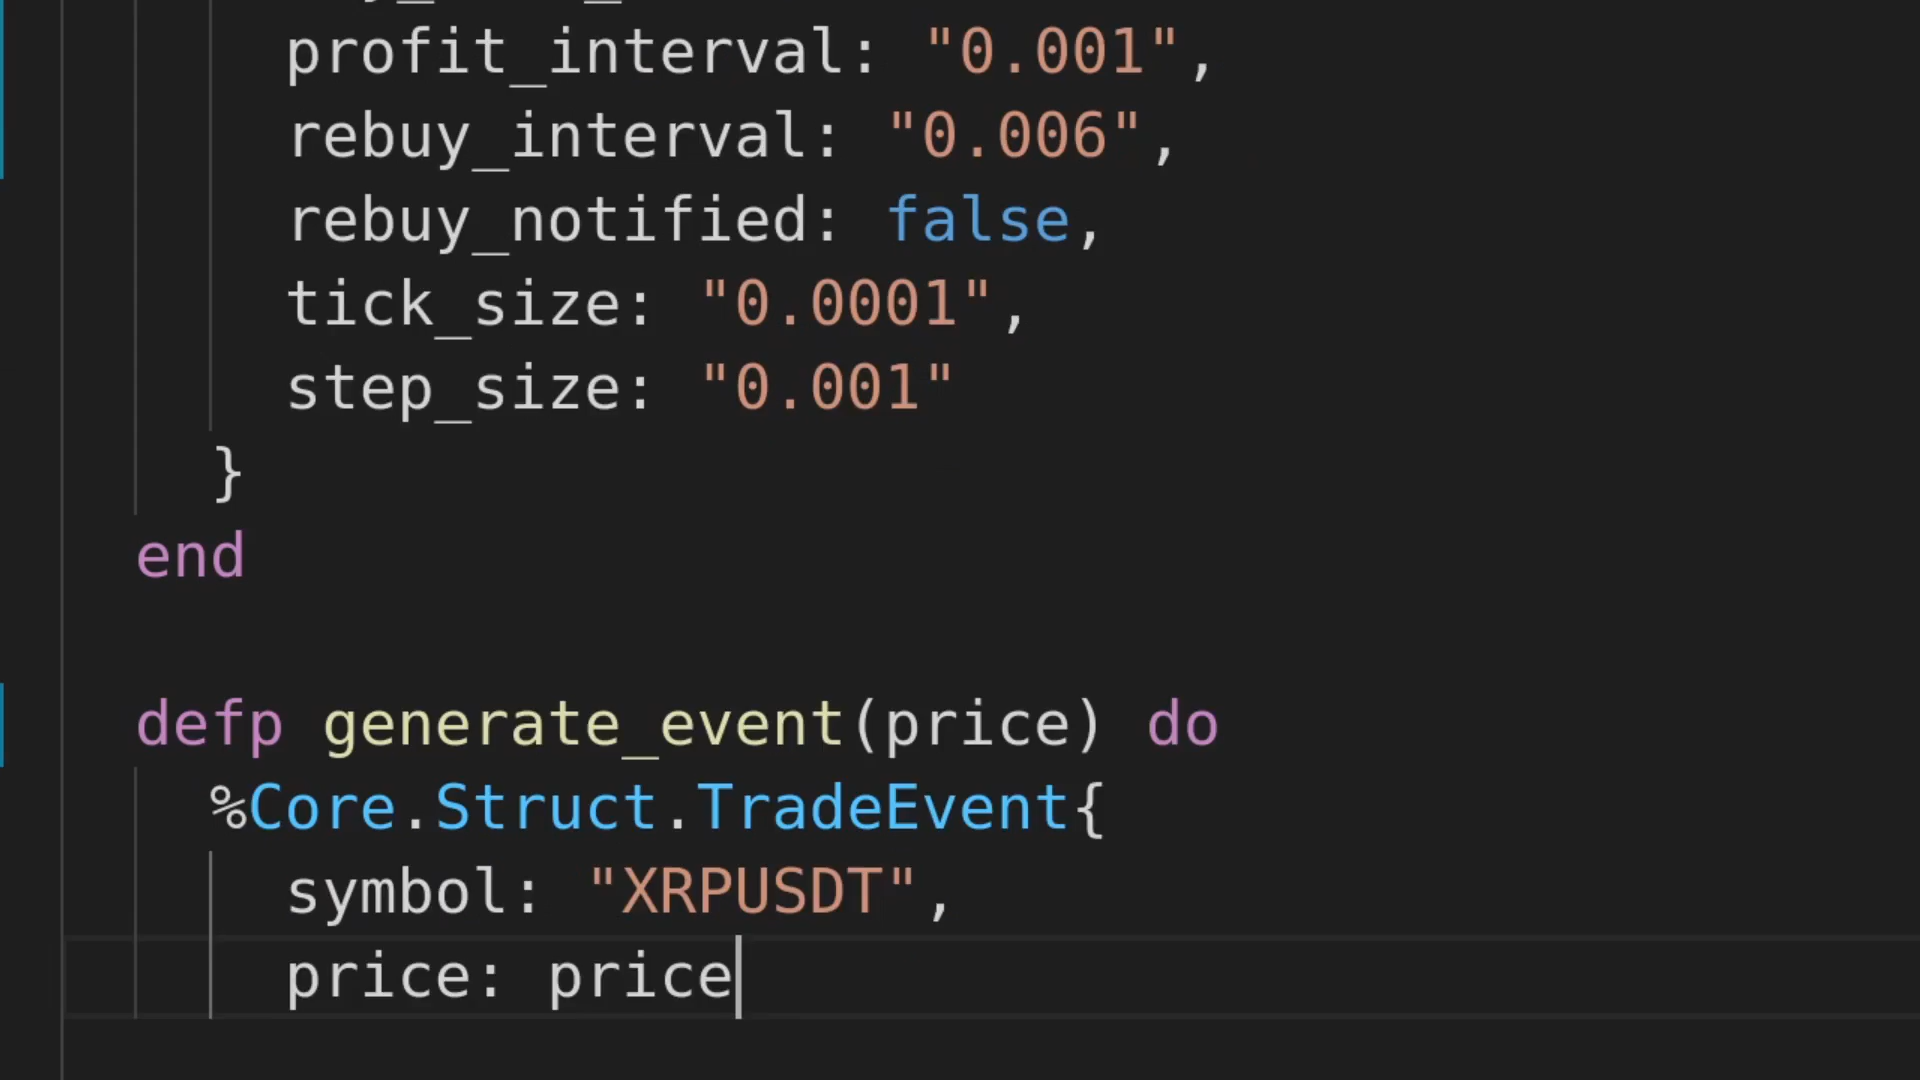 profit_interval: "0.001",
rebuy_interval: "0.006",
rebuy_notified: false,
tick_size: "0.0001",
step_size: "0.001"
}
end
defp generate_event(price) do
%Core.Struct.TradeEvent{
symbol: "XRPUSDT",
price: price